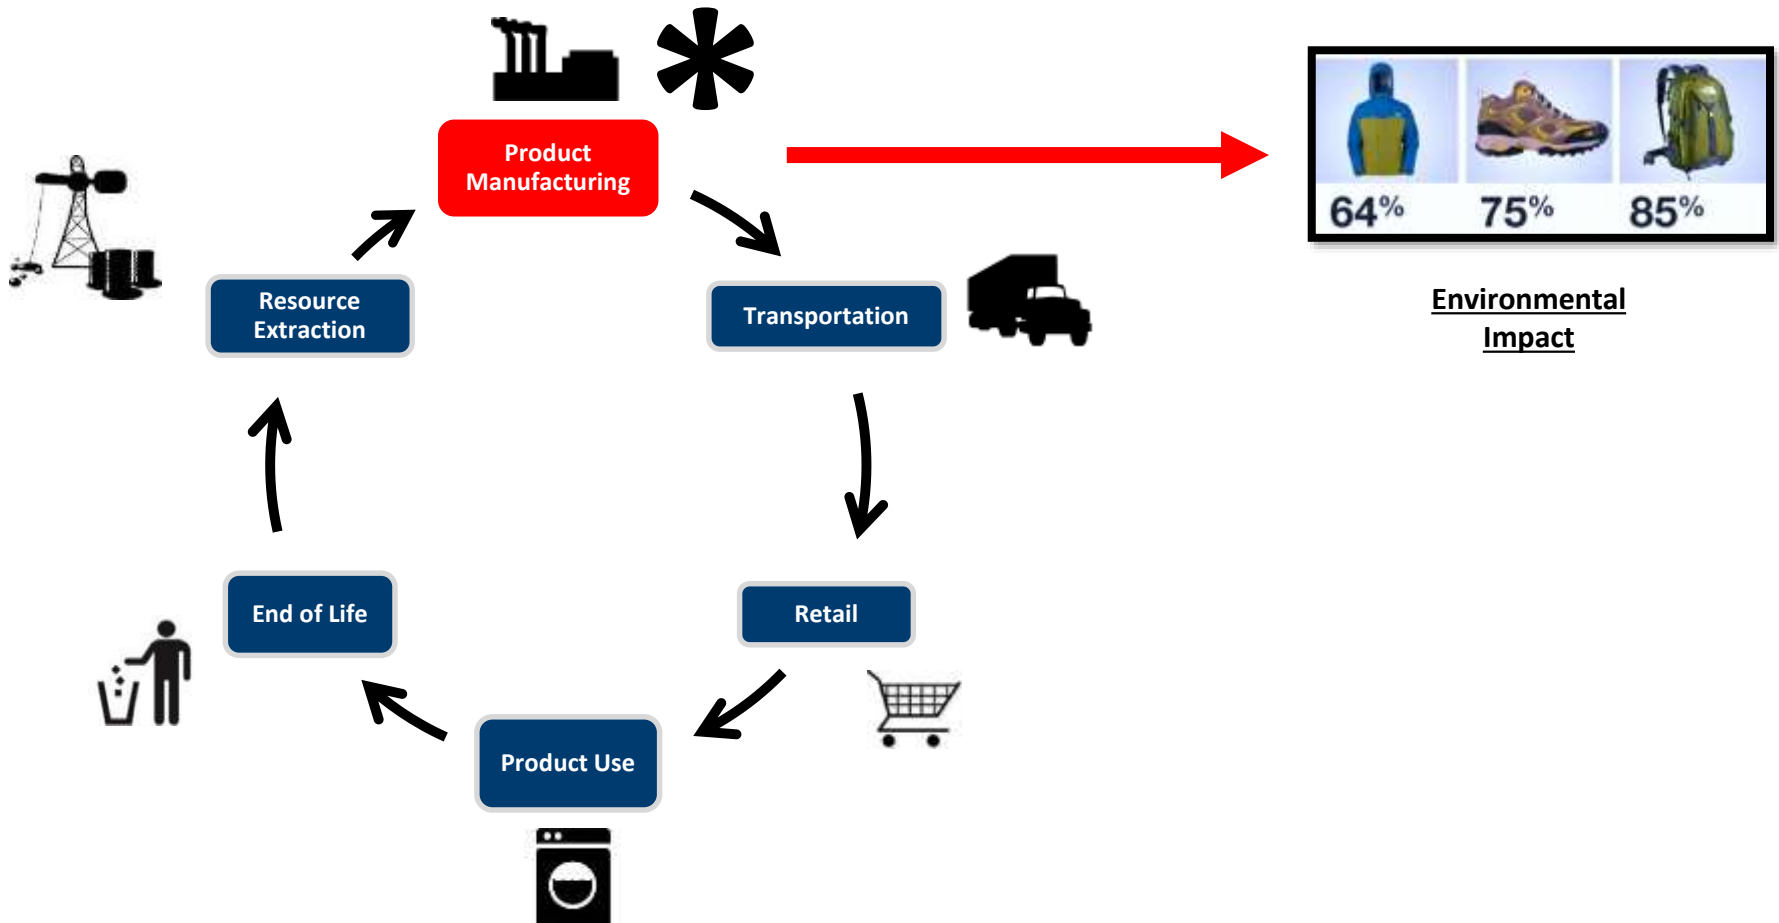 Product
Manufacturing
64%
75%
85%
Environmental
Impact
Resource
Extraction
Transportation
End of Life
Retail
Product Use